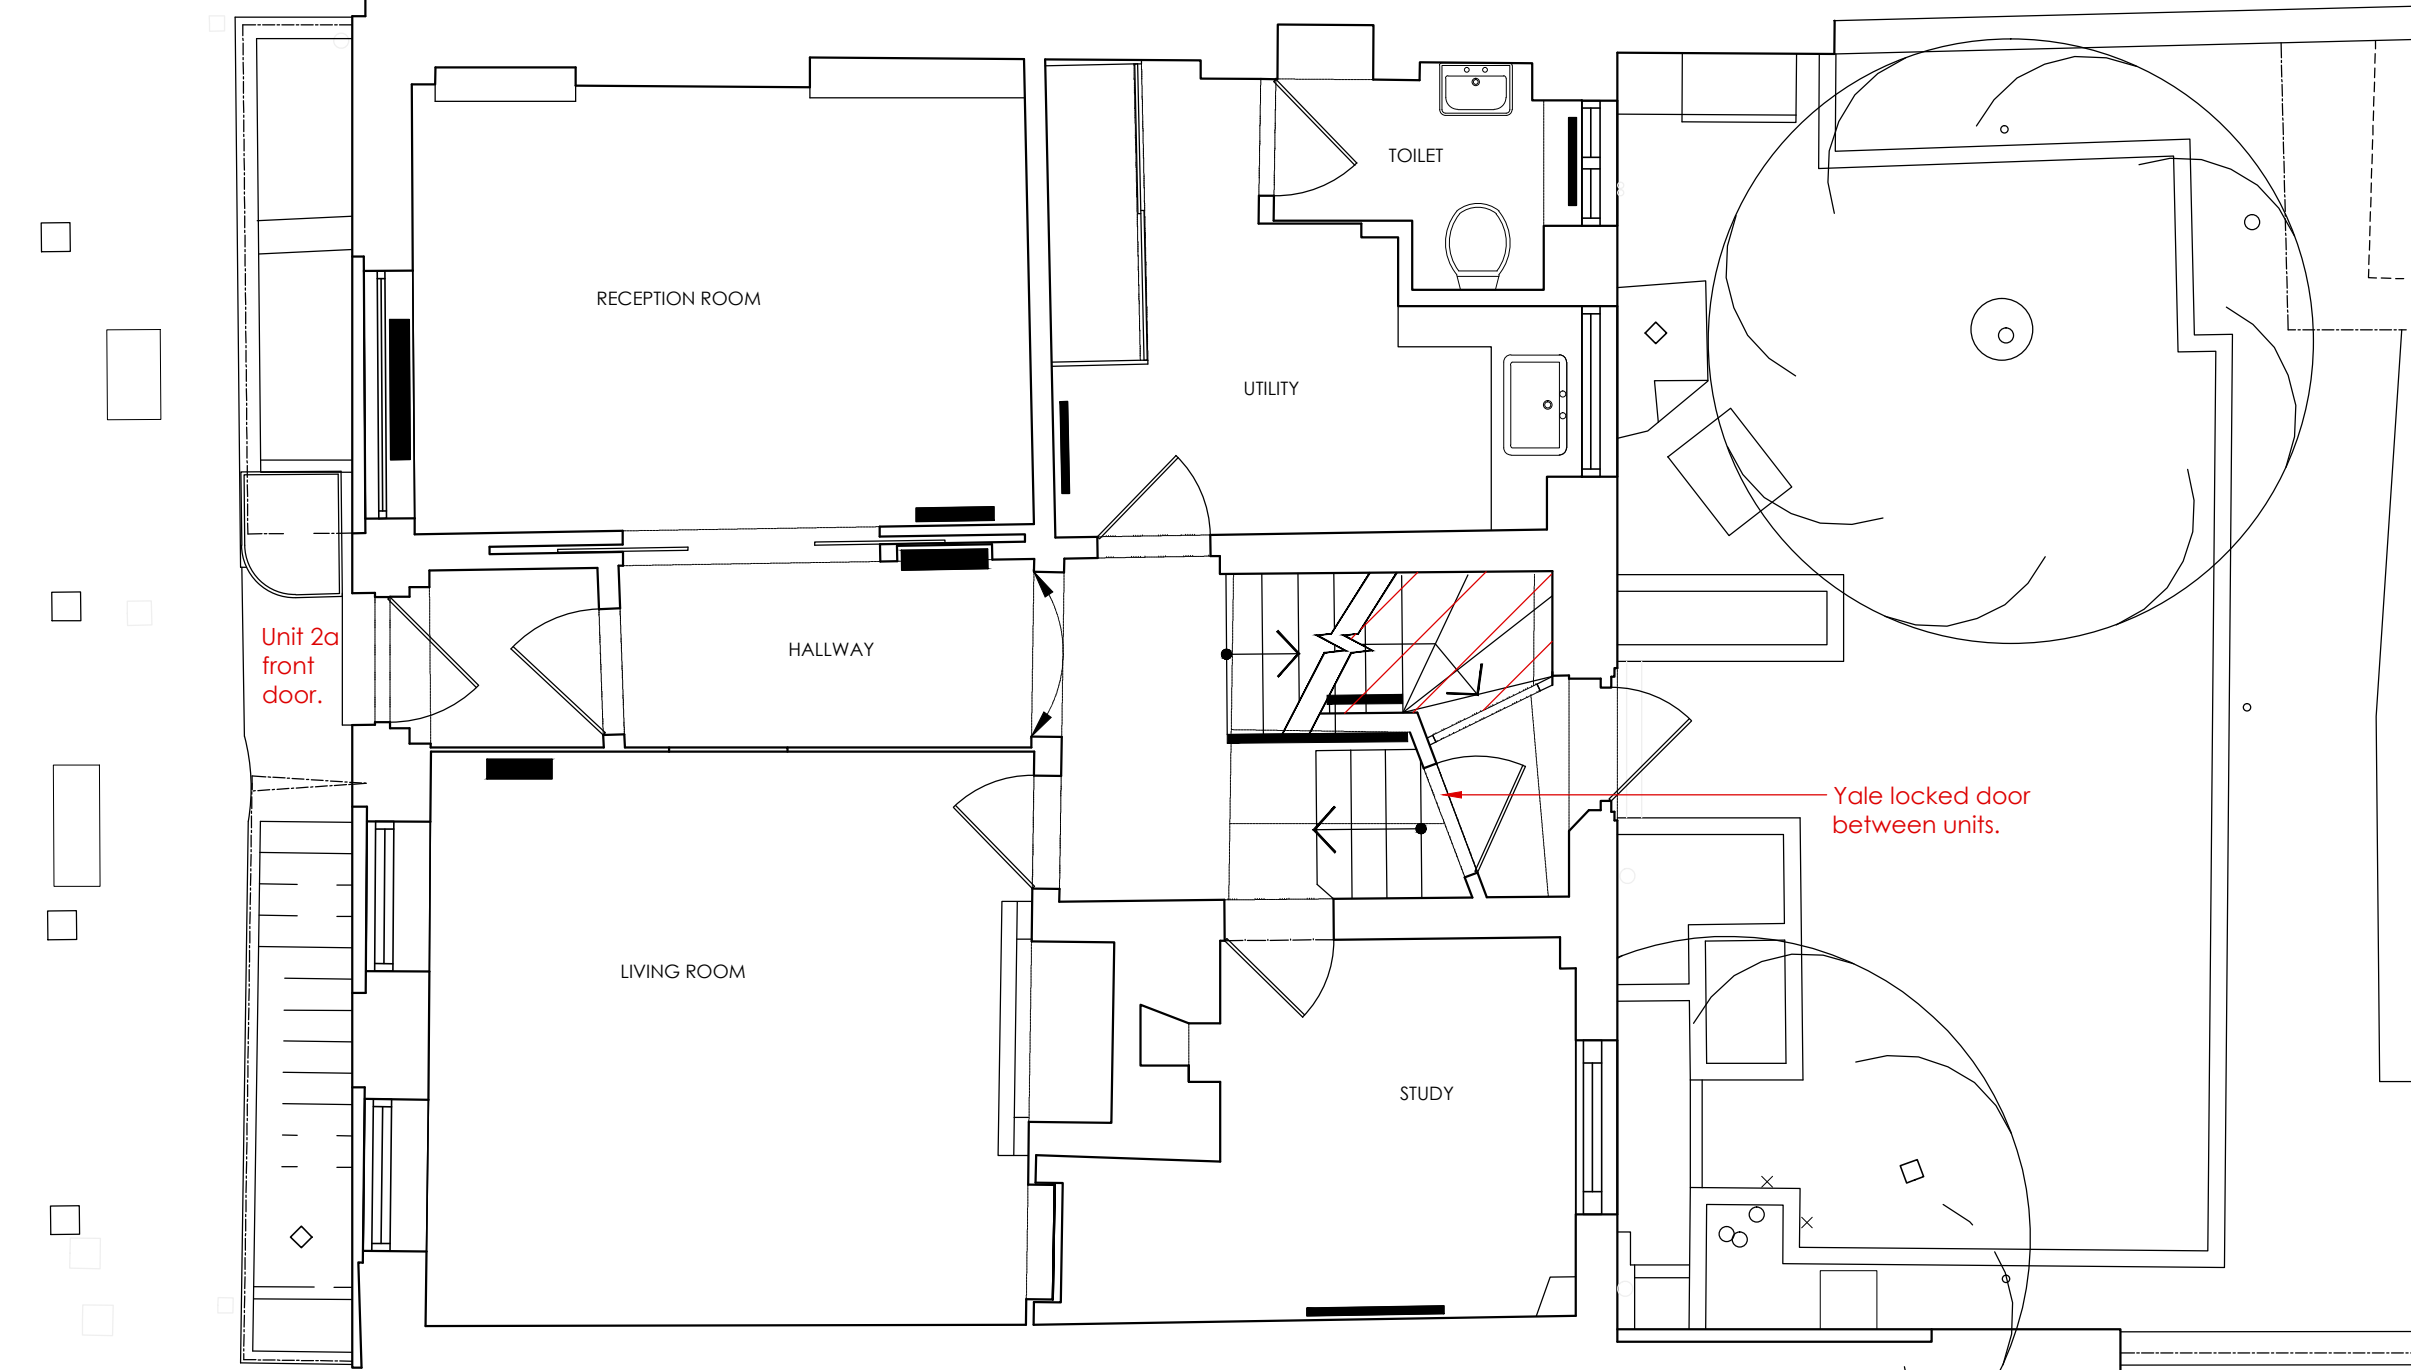 TOILET
RECEPTION ROOM
UTILITY
Unit 2a
front
door.
HALLWAY
Yale locked door
between units.
LIVING ROOM
STUDY